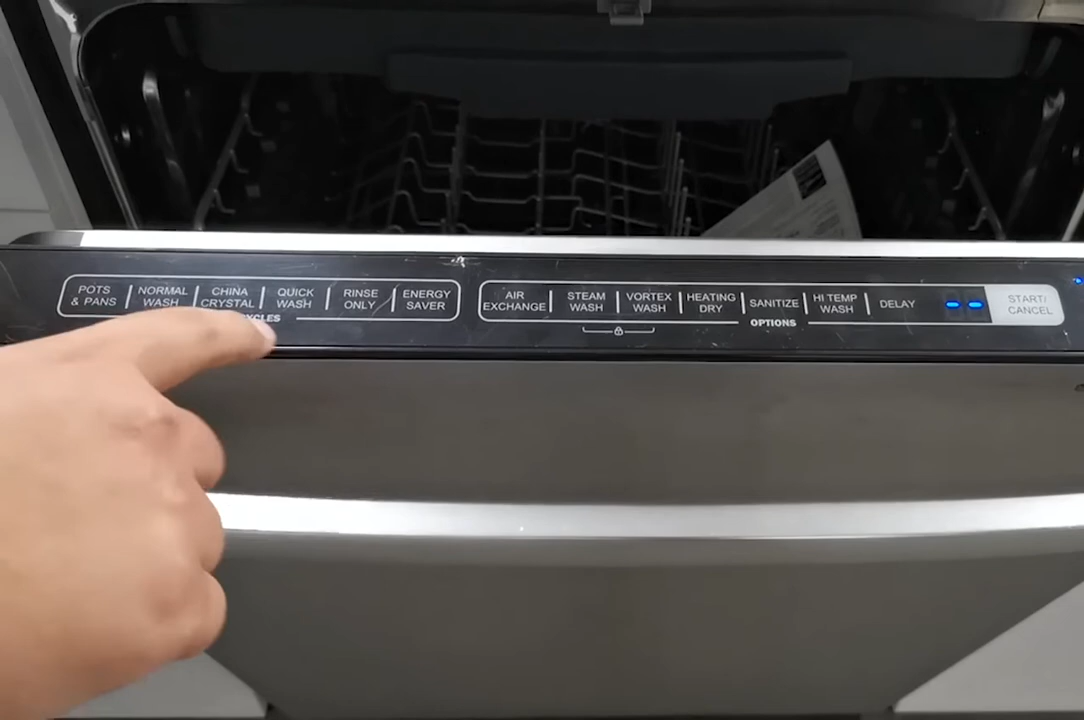 POTS
& PANS
NORMAL
WASH
CHINA
CRYSTAL
QUICK
WASH
RINSE
ONLY
ENERGY
SAVER
AIR
EXCHANGE
STEAM
WASH
VORTEX
WASH
HEATING
DRY
SANITIZE
HI TEMP
WASH
DELAY
START/
CANCEL
OPTIONS